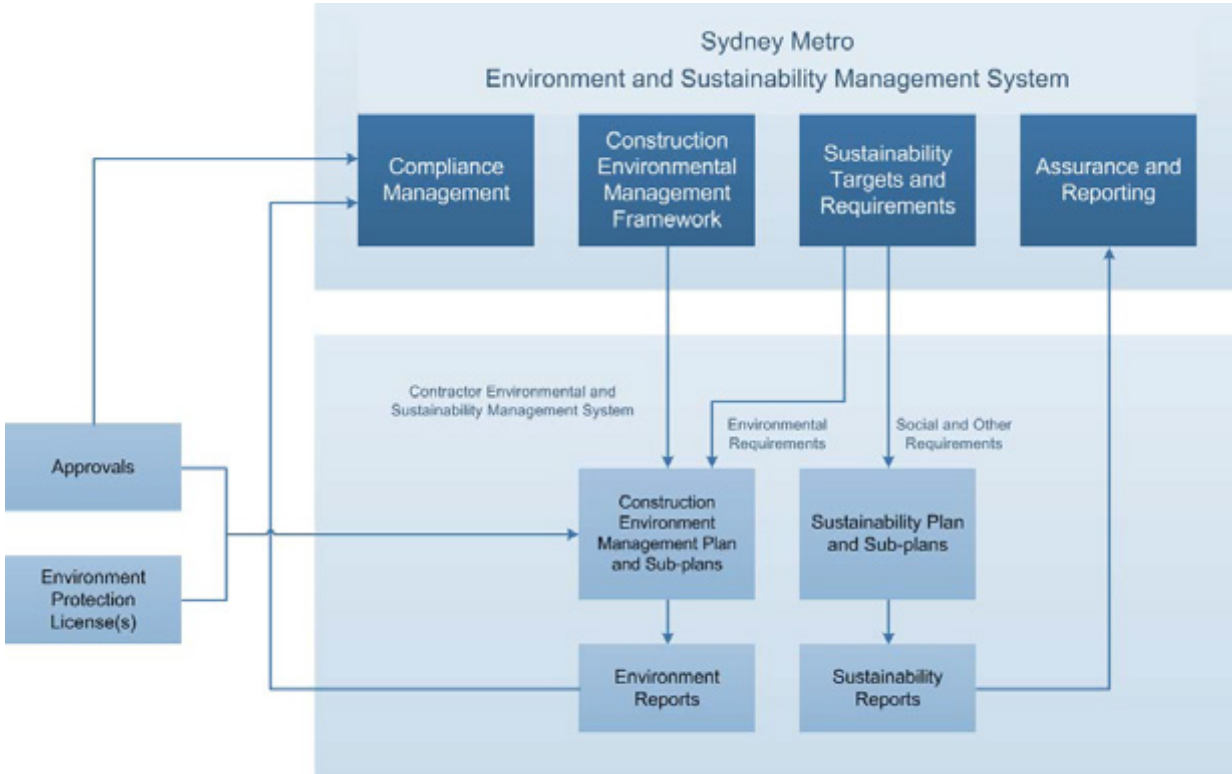 Sydney Metro
Environment and Sustainability Management System
Compliance
Management
Construction
Environmental
Management
Framework
Sustainability
Targets and
Requirements
Assurance and
Reporting
Contractor Environmental and
Sustainability Management System
Environmental
Requirements
Social and Other
Requirements
Approvals
Environment
Protection
License(s)
Construction
Environment
Management Plan
and Sub-plans
Sustainability Plan
and Sub-plans
Environment
Reports
Sustainability
Reports